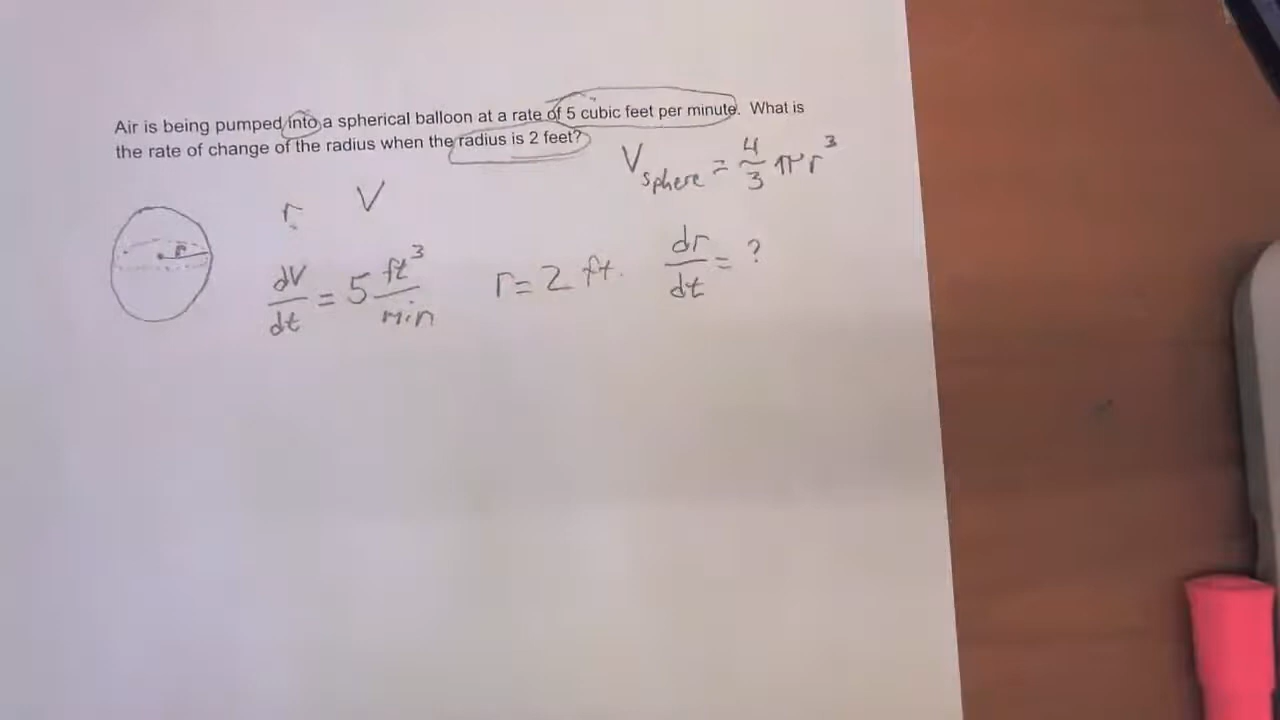 Air is being pumped into a spherical balloon at a rate of 5 cubic feet per minute. What is
the rate of change of the radius when the radius is 2 feet?
V sphere = 4/3 πr³
r V
r
dV/dt = 5 ft³/min r = 2 ft. dr/dt = ?